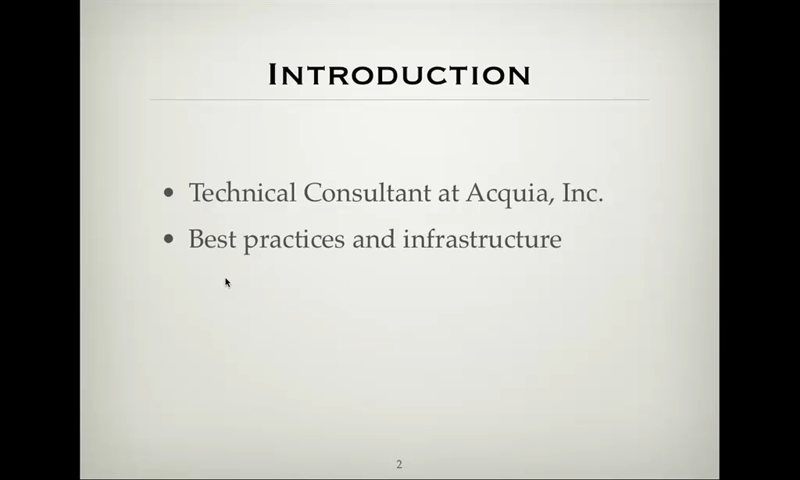 Introduction
• Technical Consultant at Acquia, Inc.
• Best practices and infrastructure
2